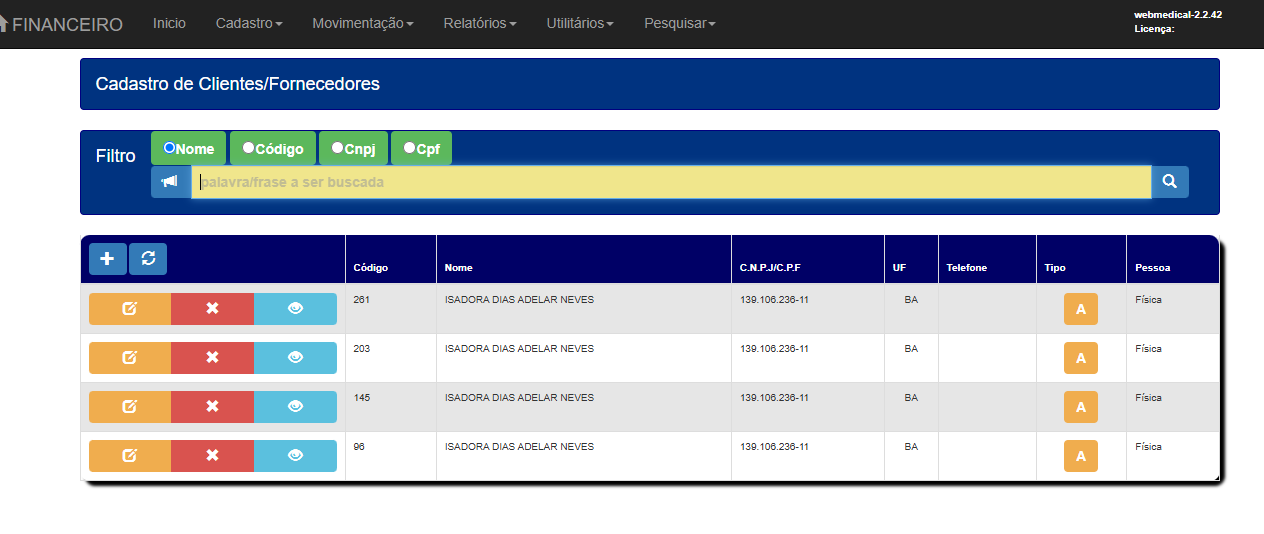 FINANCEIRO Inicio Cadastro Movimentação Relatórios Utilitários Pesquisar
webmedical-2.2.42
Licença:
Cadastro de Clientes/Fornecedores
Filtro Nome Código Cnpj Cpf
palavra/frase a ser buscada
Código Nome C.N.P.J/C.P.F UF Telefone Tipo Pessoa
261 ISADORA DIAS ADELAR NEVES 139.106.236-11 BA A Física
203 ISADORA DIAS ADELAR NEVES 139.106.236-11 BA A Física
145 ISADORA DIAS ADELAR NEVES 139.106.236-11 BA A Física
96 ISADORA DIAS ADELAR NEVES 139.106.236-11 BA A Física